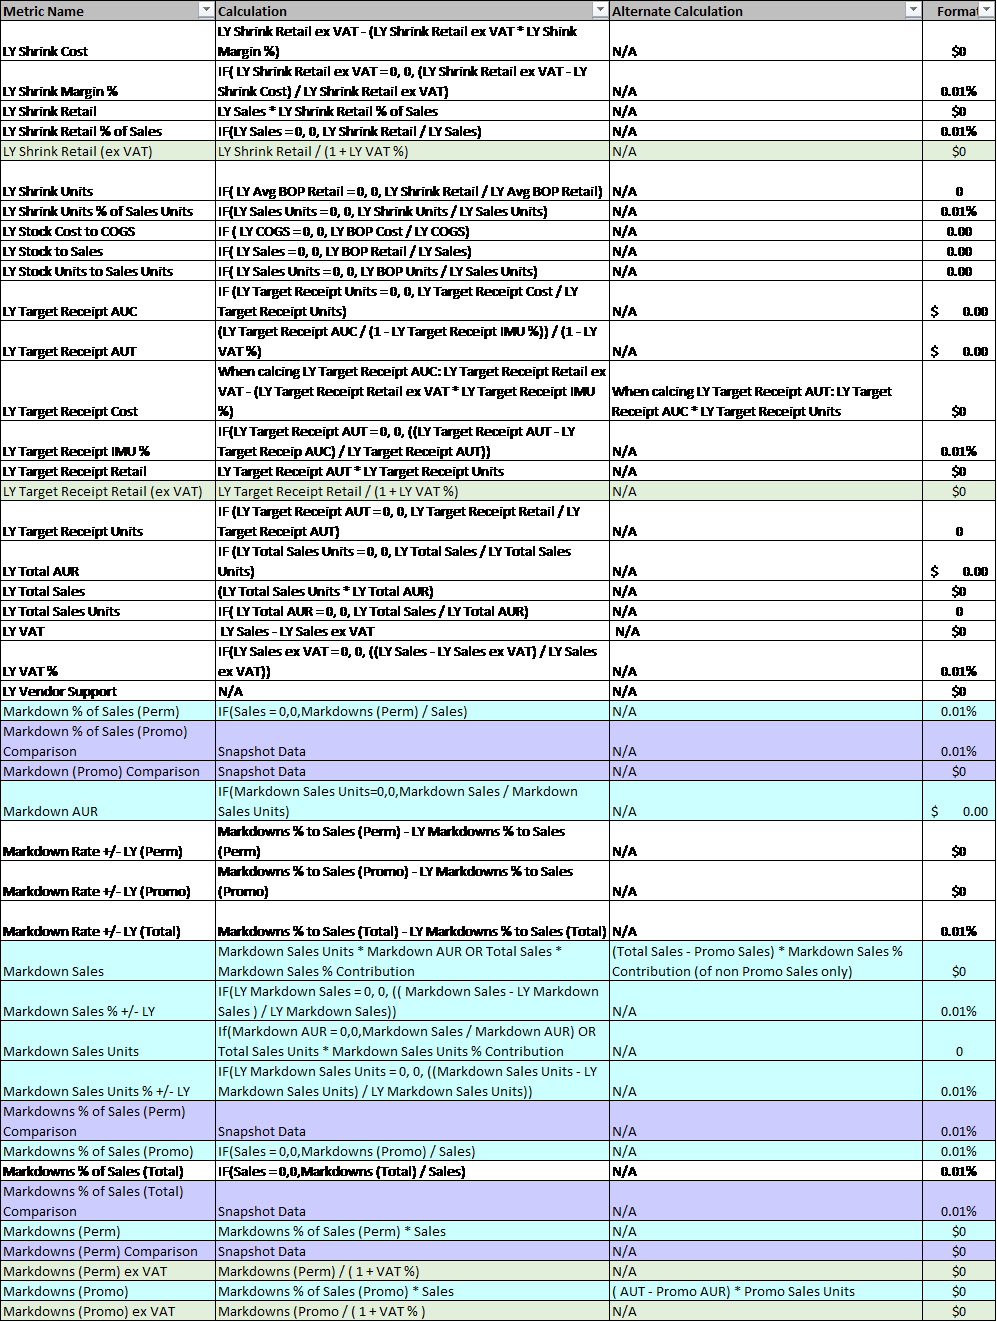 Metric Name Calculation Alternate Calculation Format
LY Shrink Retail ex VAT - (LY Shrink Retail ex VAT * LY Shink
LY Shrink Cost Margin %) N/A $0
IF( LY Shrink Retail ex VAT = 0, 0, (LY Shrink Retail ex VAT - LY
LY Shrink Margin % Shrink Cost) / LY Shrink Retail ex VAT) N/A 0.01%
LY Shrink Retail LY Sales * LY Shrink Retail % of Sales N/A $0
LY Shrink Retail % of Sales IF(LY Sales = 0, 0, LY Shrink Retail / LY Sales) N/A 0.01%
LY Shrink Retail (ex VAT) LY Shrink Retail / (1 + LY VAT %) N/A $0
LY Shrink Units IF( LY Avg BOP Retail = 0, 0, LY Shrink Retail / LY Avg BOP Retail) N/A 0
LY Shrink Units % of Sales Units IF(LY Sales Units = 0, 0, LY Shrink Units / LY Sales Units) N/A 0.01%
LY Stock Cost to COGS IF ( LY COGS = 0, 0, LY BOP Cost / LY COGS) N/A 0.00
LY Stock to Sales IF( LY Sales = 0, 0, LY BOP Retail / LY Sales) N/A 0.00
LY Stock Units to Sales Units IF( LY Sales Units = 0, 0, LY BOP Units / LY Sales Units) N/A 0.00
IF (LY Target Receipt Units = 0, 0, LY Target Receipt Cost / LY
LY Target Receipt AUC Target Receipt Units) N/A $ 0.00
(LY Target Receipt AUC / (1 - LY Target Receipt IMU %)) / (1 - LY
LY Target Receipt AUT VAT %) N/A $ 0.00
When calcing LY Target Receipt AUC: LY Target Receipt Retail ex
VAT - (LY Target Receipt Retail ex VAT * LY Target Receipt IMU When calcing LY Target Receipt AUT: LY Target
LY Target Receipt Cost %) Receipt AUC * LY Target Receipt Units $0
IF(LY Target Receipt AUT = 0, 0, ((LY Target Receipt AUT - LY
LY Target Receipt IMU % Target Receip AUC) / LY Target Receipt AUT)) N/A 0.01%
LY Target Receipt Retail LY Target Receipt AUT * LY Target Receipt Units N/A $0
LY Target Receipt Retail (ex VAT) LY Target Receipt Retail / (1 + LY VAT %) N/A $0
IF (LY Target Receipt AUT = 0, 0, LY Target Receipt Retail / LY
LY Target Receipt Units Target Receipt AUT) N/A 0
IF (LY Total Sales Units = 0, 0, LY Total Sales / LY Total Sales
LY Total AUR Units) N/A $ 0.00
LY Total Sales (LY Total Sales Units * LY Total AUR) N/A $0
LY Total Sales Units IF( LY Total AUR = 0, 0, LY Total Sales / LY Total AUR) N/A 0
LY VAT LY Sales - LY Sales ex VAT N/A $0
IF(LY Sales ex VAT = 0, 0, ((LY Sales - LY Sales ex VAT) / LY Sales
LY VAT % ex VAT)) N/A 0.01%
LY Vendor Support N/A N/A $0
Markdown % of Sales (Perm) IF(Sales = 0,0,Markdowns (Perm) / Sales) N/A 0.01%
Markdown % of Sales (Promo)
Comparison Snapshot Data N/A 0.01%
Markdown (Promo) Comparison Snapshot Data N/A $0
IF(Markdown Sales Units=0,0,Markdown Sales / Markdown
Markdown AUR Sales Units) N/A $ 0.00
Markdowns % to Sales (Perm) - LY Markdowns % to Sales
Markdown Rate +/- LY (Perm) (Perm) N/A $0
Markdowns % to Sales (Promo) - LY Markdowns % to Sales
Markdown Rate +/- LY (Promo) (Promo) N/A $0
Markdown Rate +/- LY (Total) Markdowns % to Sales (Total) - LY Markdowns % to Sales (Total) N/A 0.01%
Markdown Sales Units * Markdown AUR OR Total Sales * (Total Sales - Promo Sales) * Markdown Sales %
Markdown Sales Markdown Sales % Contribution Contribution (of non Promo Sales only) $0
IF(LY Markdown Sales = 0, 0, (( Markdown Sales - LY Markdown
Markdown Sales % +/- LY Sales ) / LY Markdown Sales)) N/A 0.01%
If(Markdown AUR = 0,0,Markdown Sales / Markdown AUR) OR
Markdown Sales Units Total Sales Units * Markdown Sales Units % Contribution N/A 0
IF(LY Markdown Sales Units = 0, 0, ((Markdown Sales Units - LY
Markdown Sales Units % +/- LY Markdown Sales Units) / LY Markdown Sales Units)) N/A 0.01%
Markdowns % of Sales (Perm)
Comparison Snapshot Data N/A 0.01%
Markdowns % of Sales (Promo) IF(Sales = 0,0,Markdowns (Promo) / Sales) N/A 0.01%
Markdowns % of Sales (Total) IF(Sales = 0,0,Markdowns (Total) / Sales) N/A 0.01%
Markdowns % of Sales (Total)
Comparison Snapshot Data N/A 0.01%
Markdowns (Perm) Markdowns % of Sales (Perm) * Sales N/A $0
Markdowns (Perm) Comparison Snapshot Data N/A $0
Markdowns (Perm) ex VAT Markdowns (Perm) / ( 1 + VAT %) N/A $0
Markdowns (Promo) Markdowns % of Sales (Promo) * Sales ( AUT - Promo AUR) * Promo Sales Units $0
Markdowns (Promo) ex VAT Markdowns (Promo / ( 1 + VAT % ) N/A $0